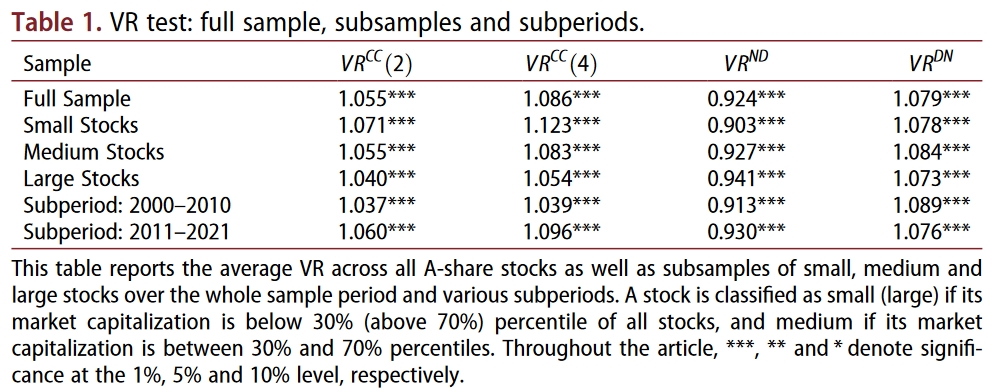 Table 1. VR test: full sample, subsamples and subperiods.
Sample VR^CC(2) VR^CC(4) VR^ND VR^DN
Full Sample 1.055*** 1.086*** 0.924*** 1.079***
Small Stocks 1.071*** 1.123*** 0.903*** 1.078***
Medium Stocks 1.055*** 1.083*** 0.927*** 1.084***
Large Stocks 1.040*** 1.054*** 0.941*** 1.073***
Subperiod: 2000–2010 1.037*** 1.039*** 0.913*** 1.089***
Subperiod: 2011–2021 1.060*** 1.096*** 0.930*** 1.076***
This table reports the average VR across all A-share stocks as well as subsamples of small, medium and
large stocks over the whole sample period and various subperiods. A stock is classified as small (large) if its
market capitalization is below 30% (above 70%) percentile of all stocks, and medium if its market
capitalization is between 30% and 70% percentiles. Throughout the article, ***, ** and * denote signifi-
cance at the 1%, 5% and 10% level, respectively.